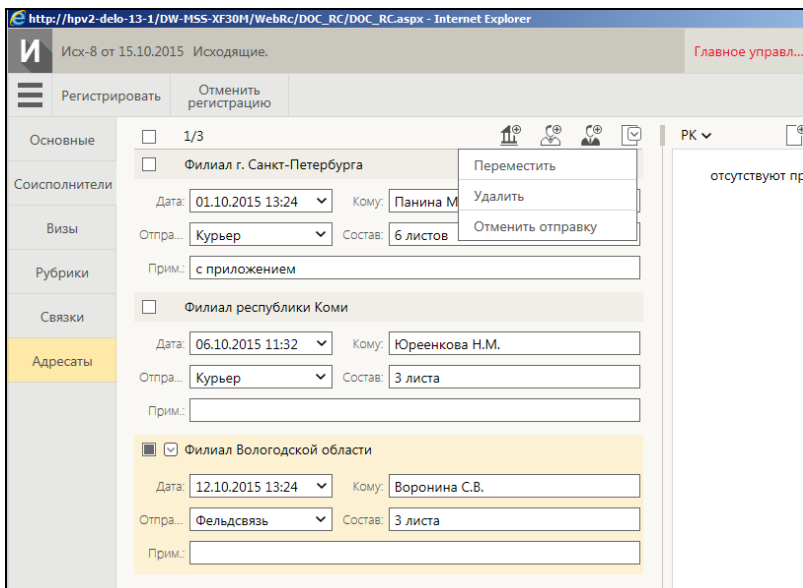 http://hpv2-delo-13-1/DW-MSS-XF30M/WebRc/DOC_RC/DOC_RC.aspx - Internet Explorer
И Исх-8 от 15.10.2015 Исходящие. Главное управл...
Регистрировать Отменить регистрацию
Основные
Соисполнители
Визы
Рубрики
Связки
Адресаты
1/3
Переместить
Удалить
Отменить отправку
Филиал г. Санкт-Петербурга
Дата: 01.10.2015 13:24 Кому: Панина М
Отпра... Курьер Состав: 6 листов
Прим.: с приложением
Филиал республики Коми
Дата: 06.10.2015 11:32 Кому: Юреенкова Н.М.
Отпра... Курьер Состав: 3 листа
Прим.:
Филиал Вологодской области
Дата: 12.10.2015 13:24 Кому: Воронина С.В.
Отпра... Фельдсвязь Состав: 3 листа
Прим.:
РК
отсутствуют пр